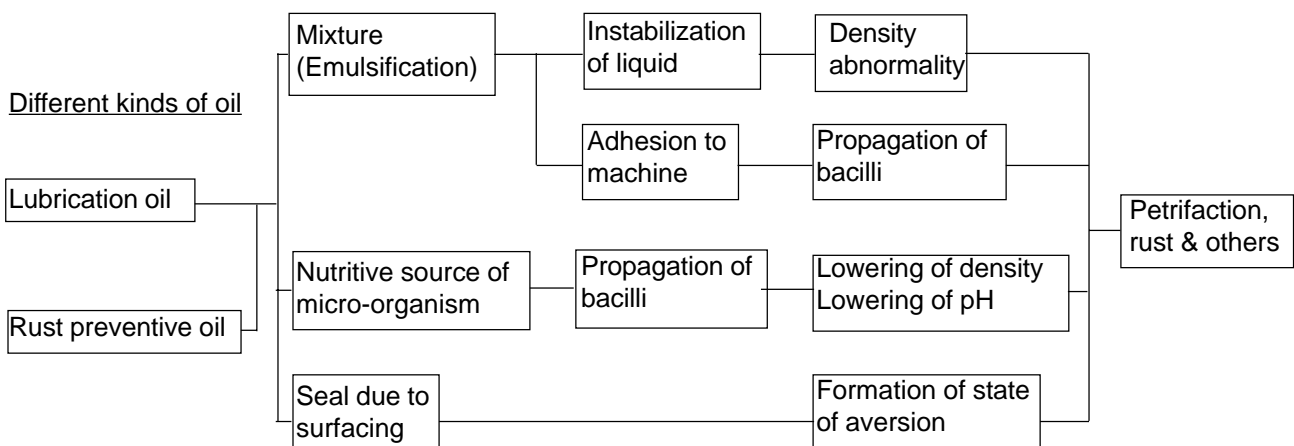 Different kinds of oil
Lubrication oil
Rust preventive oil
Mixture
(Emulsification)
Instabilization
of liquid
Density
abnormality
Adhesion to
machine
Propagation of
bacilli
Nutritive source of
micro-organism
Propagation of
bacilli
Lowering of density
Lowering of pH
Seal due to
surfacing
Formation of state
of aversion
Petrifaction,
rust & others